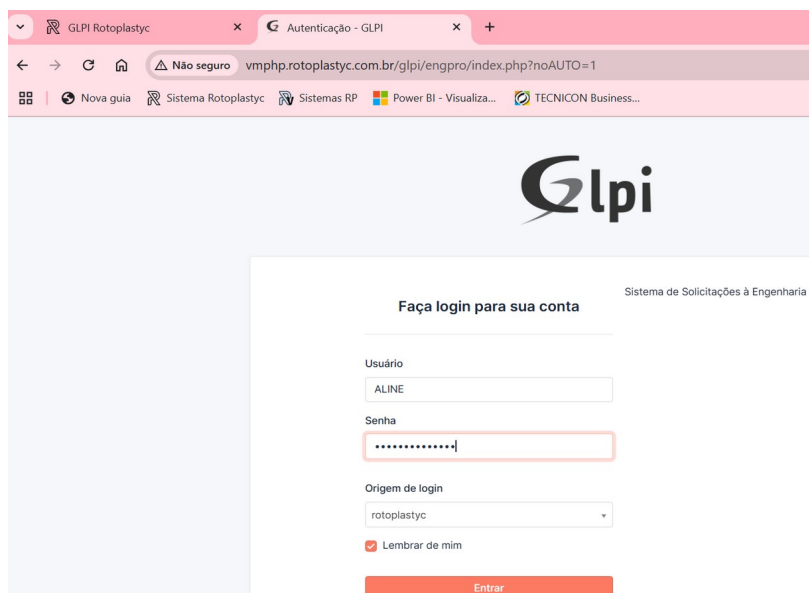 GLPI Rotoplastyc
Autenticação - GLPI
Não seguro vmphp.rotoplastyc.com.br/glpi/engpro/index.php?noAUTO=1
Nova guia Sistema Rotoplastyc Sistemas RP Power BI - Visualiza... TECNICON Business...
Glpi
Faça login para sua conta
Sistema de Solicitações à Engenharia
Usuário
ALINE
Senha
••••••••••••••
Origem de login
rotoplastyc
Lembrar de mim
Entrar